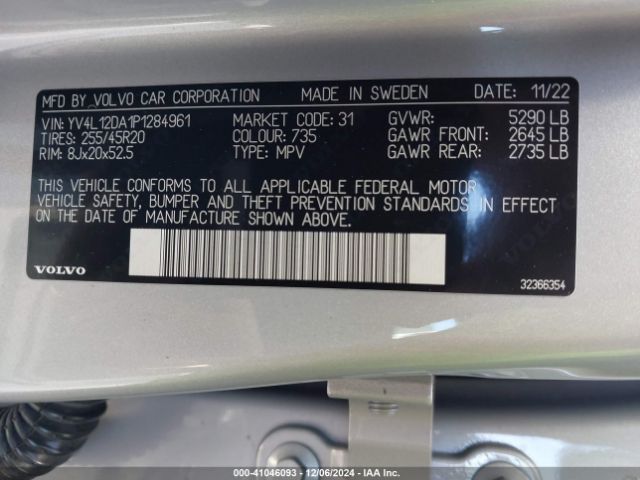 MFD BY VOLVO CAR CORPORATION MADE IN SWEDEN DATE: 11/22
VIN: YV4L12DA1P1284961 MARKET CODE: 31 GVWR: 5290 LB
TIRES: 255/45R20 COLOUR: 735 GAWR FRONT: 2645 LB
RIM: 8Jx20x52.5 TYPE: MPV GAWR REAR: 2735 LB
THIS VEHICLE CONFORMS TO ALL APPLICABLE FEDERAL MOTOR
VEHICLE SAFETY, BUMPER AND THEFT PREVENTION STANDARDS IN EFFECT
ON THE DATE OF MANUFACTURE SHOWN ABOVE.
VOLVO
32366354
000-41046093 - 12/06/2024 - IAA Inc.